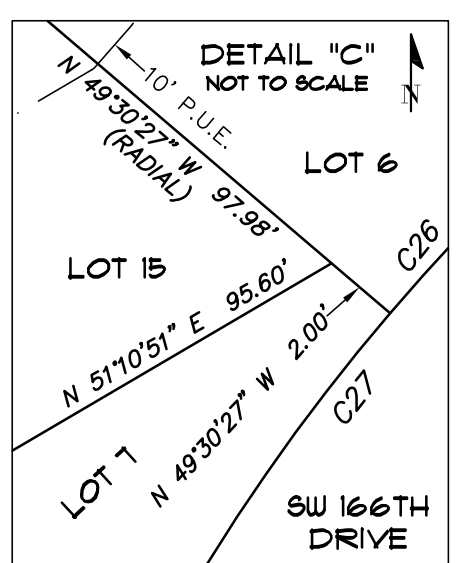 DETAIL "C"
NOT TO SCALE
N
10' P.U.E.
N 49°30'27" W 97.98'
(RADIAL)
LOT 6
LOT 15
C26
N 51°10'51" E 95.60'
N 49°30'27" W 2.00'
C27
LOT 7
SW 166TH
DRIVE